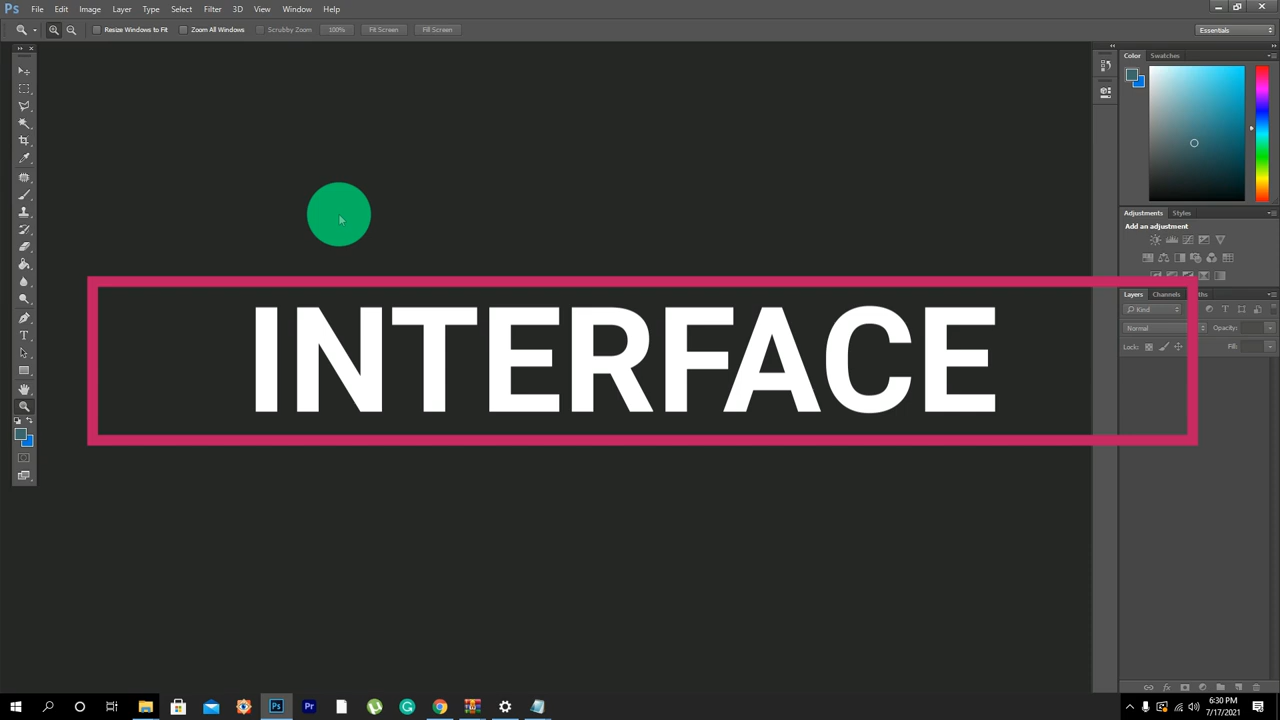 Ps File Edit Image Layer Type Select Filter 3D View Window Help
Resize Windows to Fit Zoom All Windows Scrubby Zoom 100% Fit Screen Fill Screen Essentials
Color Swatches
Adjustments Styles
Add an adjustment
Layers Channels
Kind
Normal Opacity:
Lock: Fill:
INTERFACE
Ps Pr
6:30 PM
7/17/2021